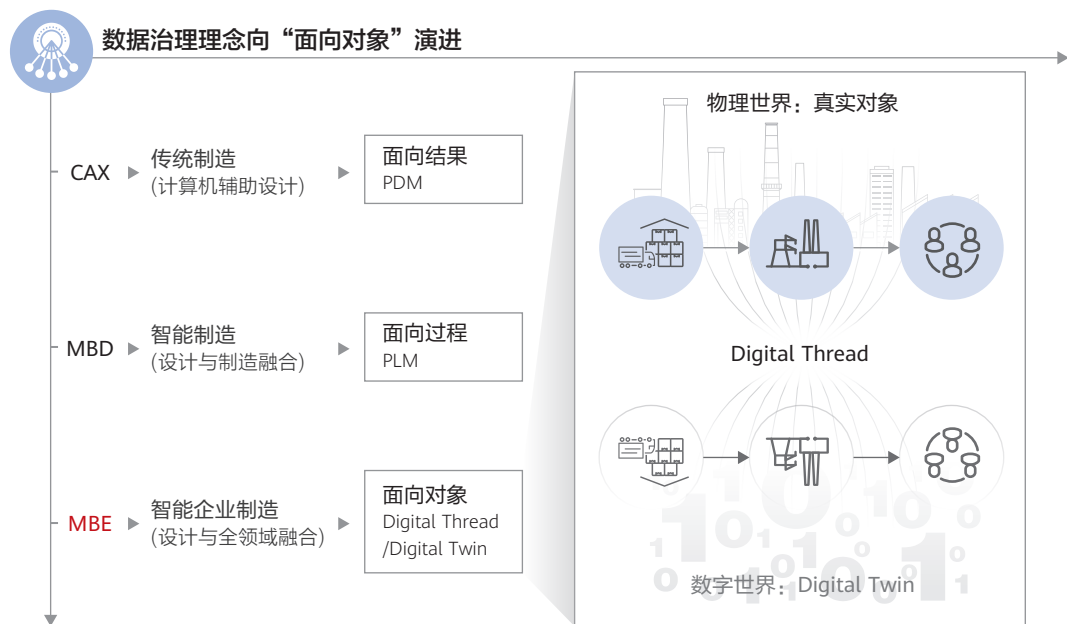 数据治理理念向“面向对象”演进
CAX
传统制造
(计算机辅助设计)
面向结果
PDM
MBD
智能制造
(设计与制造融合)
面向过程
PLM
MBE
智能企业制造
(设计与全领域融合)
面向对象
Digital Thread
/Digital Twin
物理世界：真实对象
Digital Thread
数字世界：Digital Twin